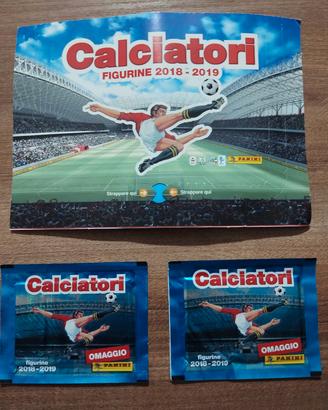 Calciatori
FIGURINE 2018 - 2019
PANINI
Strappare qui
Strappare qui
Calciatori
figurine
2018-2019
OMAGGIO
PANINI
Calciatori
figurine
2018-2019
OMAGGIO
PANINI